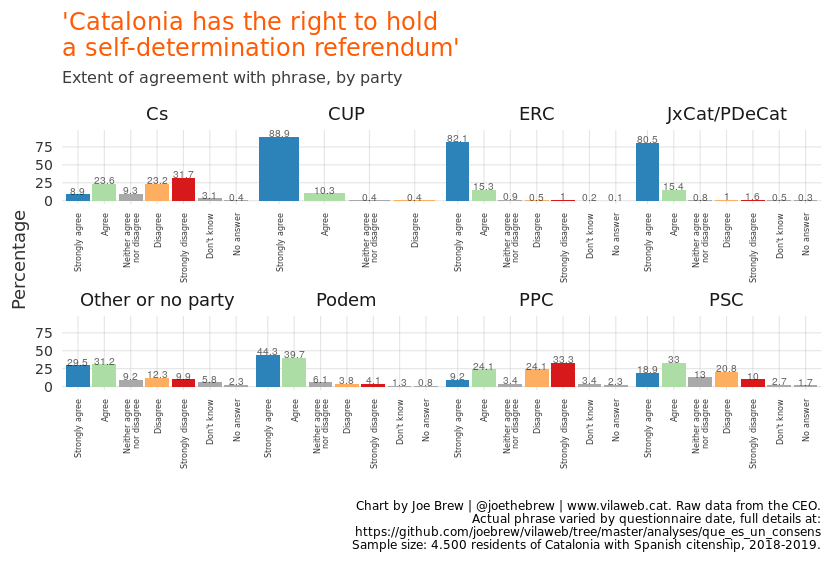 'Catalonia has the right to hold
a self-determination referendum'
Extent of agreement with phrase, by party
Percentage
Cs
CUP
ERC
JxCat/PDeCat
75
50
25
0
8.9
23.6
9.3
23.2
31.7
3.1
0.4
88.9
10.3
0.4
0.4
82.1
15.3
0.9
0.5
1
0.2
0.1
80.5
15.4
0.8
1
1.6
0.5
0.3
Strongly agree
Agree
Neither agree
nor disagree
Disagree
Strongly disagree
Don't know
No answer
Strongly agree
Agree
Neither agree
nor disagree
Disagree
Strongly agree
Agree
Neither agree
nor disagree
Disagree
Strongly disagree
Don't know
No answer
Strongly agree
Agree
Neither agree
nor disagree
Disagree
Strongly disagree
Don't know
No answer
Other or no party
Podem
PPC
PSC
75
50
25
0
29.5
31.2
9.2
12.3
9.9
5.8
2.3
44.3
39.7
6.1
3.8
4.1
1.3
0.8
9.2
24.1
3.4
24.1
33.3
3.4
2.3
18.9
33
13
20.8
10
2.7
1.7
Strongly agree
Agree
Neither agree
nor disagree
Disagree
Strongly disagree
Don't know
No answer
Strongly agree
Agree
Neither agree
nor disagree
Disagree
Strongly disagree
Don't know
No answer
Strongly agree
Agree
Neither agree
nor disagree
Disagree
Strongly disagree
Don't know
No answer
Strongly agree
Agree
Neither agree
nor disagree
Disagree
Strongly disagree
Don't know
No answer
Chart by Joe Brew | @joethebrew | www.vilaweb.cat. Raw data from the CEO.
Actual phrase varied by questionnaire date, full details at:
https://github.com/joebrew/vilaweb/tree/master/analyses/que_es_un_consens
Sample size: 4.500 residents of Catalonia with Spanish citenship, 2018-2019.